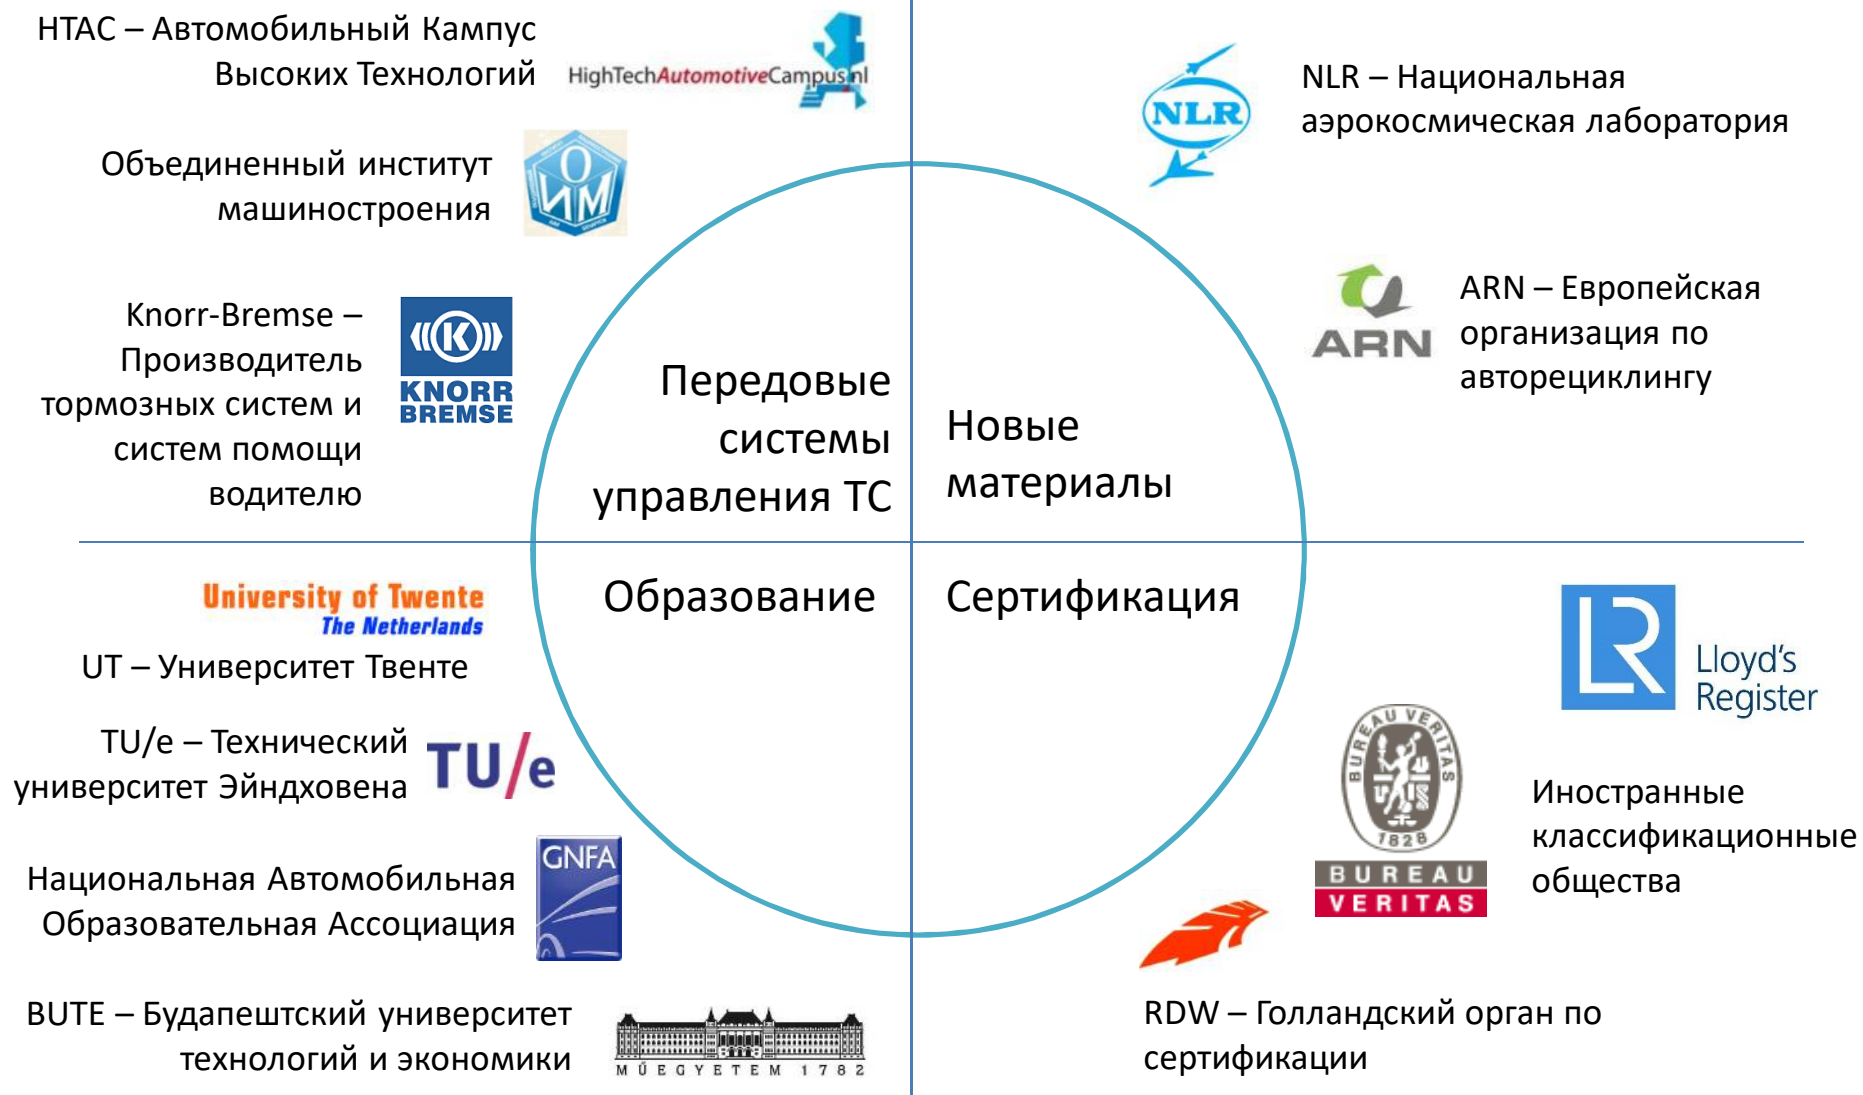 HTAC – Автомобильный Кампус
Высоких Технологий
HighTechAutomotiveCampus.nl
Объединенный институт
машиностроения
ОИМ
Knorr-Bremse –
Производитель
тормозных систем и
систем помощи
водителю
K
KNORR
BREMSE
Передовые
системы
управления ТС
NLR
NLR – Национальная
аэрокосмическая лаборатория
ARN
ARN – Европейская
организация по
авторециклингу
Новые
материалы
Образование
University of Twente
The Netherlands
UT – Университет Твенте
TU/e – Технический
университет Эйндховена
TU/e
Национальная Автомобильная
Образовательная Ассоциация
GNFA
BUTE – Будапештский университет
технологий и экономики
MŰEGYETEM 1782
Сертификация
LR
Lloyd's
Register
BUREAU VERITAS
1828
BUREAU
VERITAS
Иностранные
классификационные
общества
RDW – Голландский орган по
сертификации